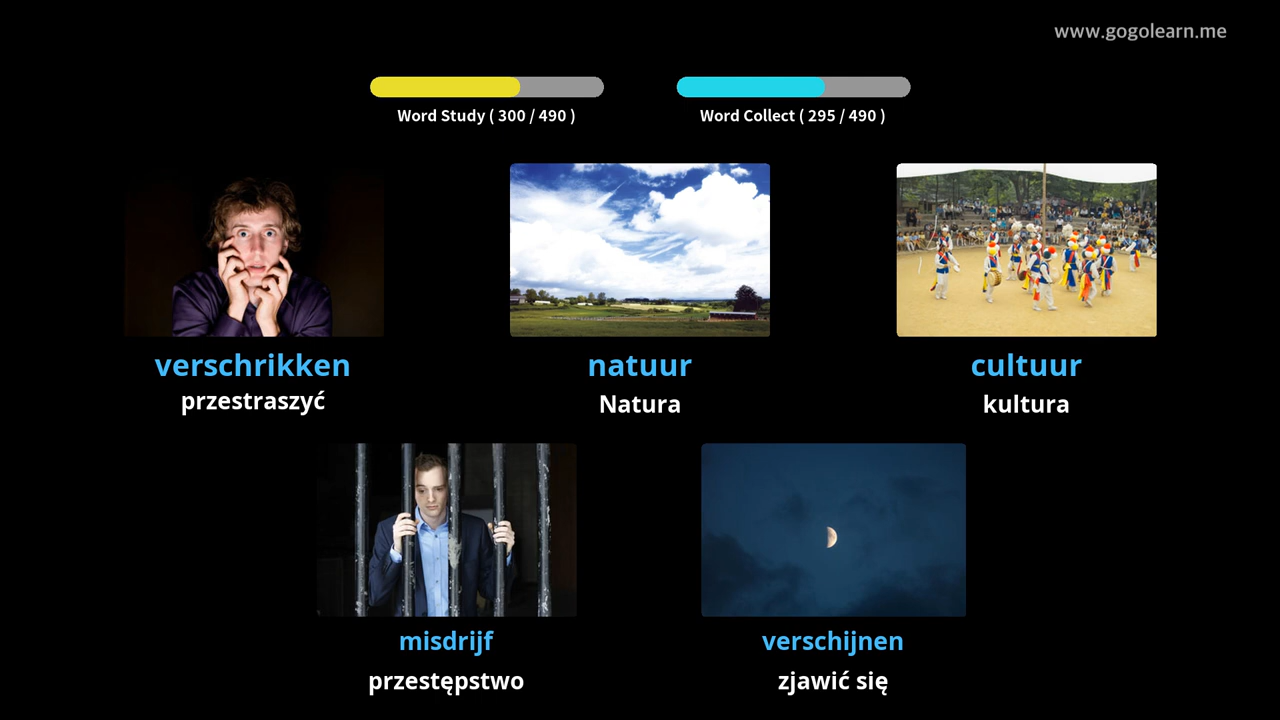 www.gogolearn.me
Word Study ( 300 / 490 )
Word Collect ( 295 / 490 )
verschrikken
przestraszyć
natuur
Natura
cultuur
kultura
misdrijf
przestępstwo
verschijnen
zjawić się